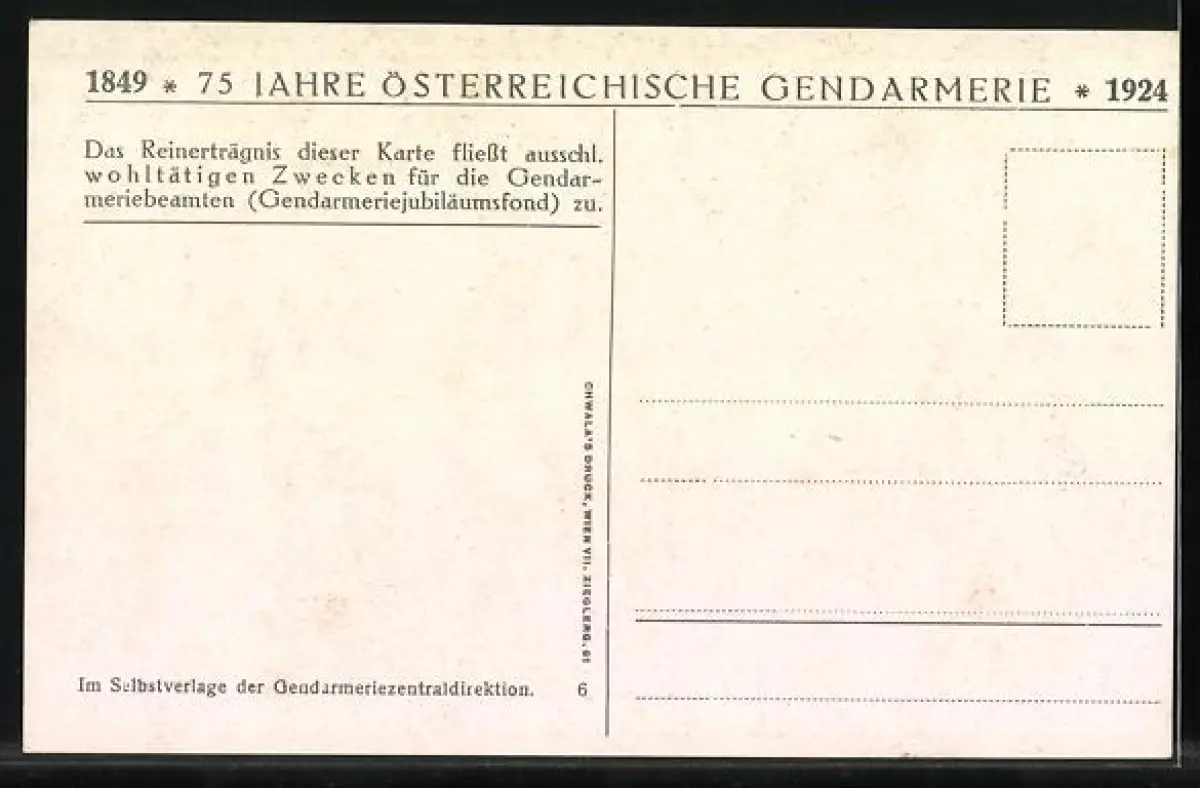 1849 * 75 JAHRE ÖSTERREICHISCHE GENDARMERIE * 1924
Das Reinerträgnis dieser Karte fließt ausschl.
wohltätigen Zwecken für die Gendar-
meriebeamten (Gendarmeriejubiläumsfond) zu.
CHWALA'S DRUCK, WIEN VII. ZIEGLERG. 61
Im Selbstverlage der Gendarmeriezentraldirektion.
6